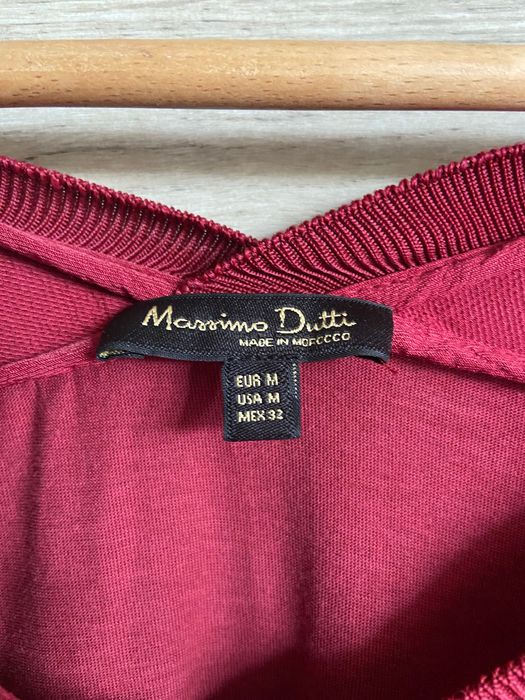 Massimo Dutti
MADE IN MOROCCO
EUR M
USA M
MEX 32